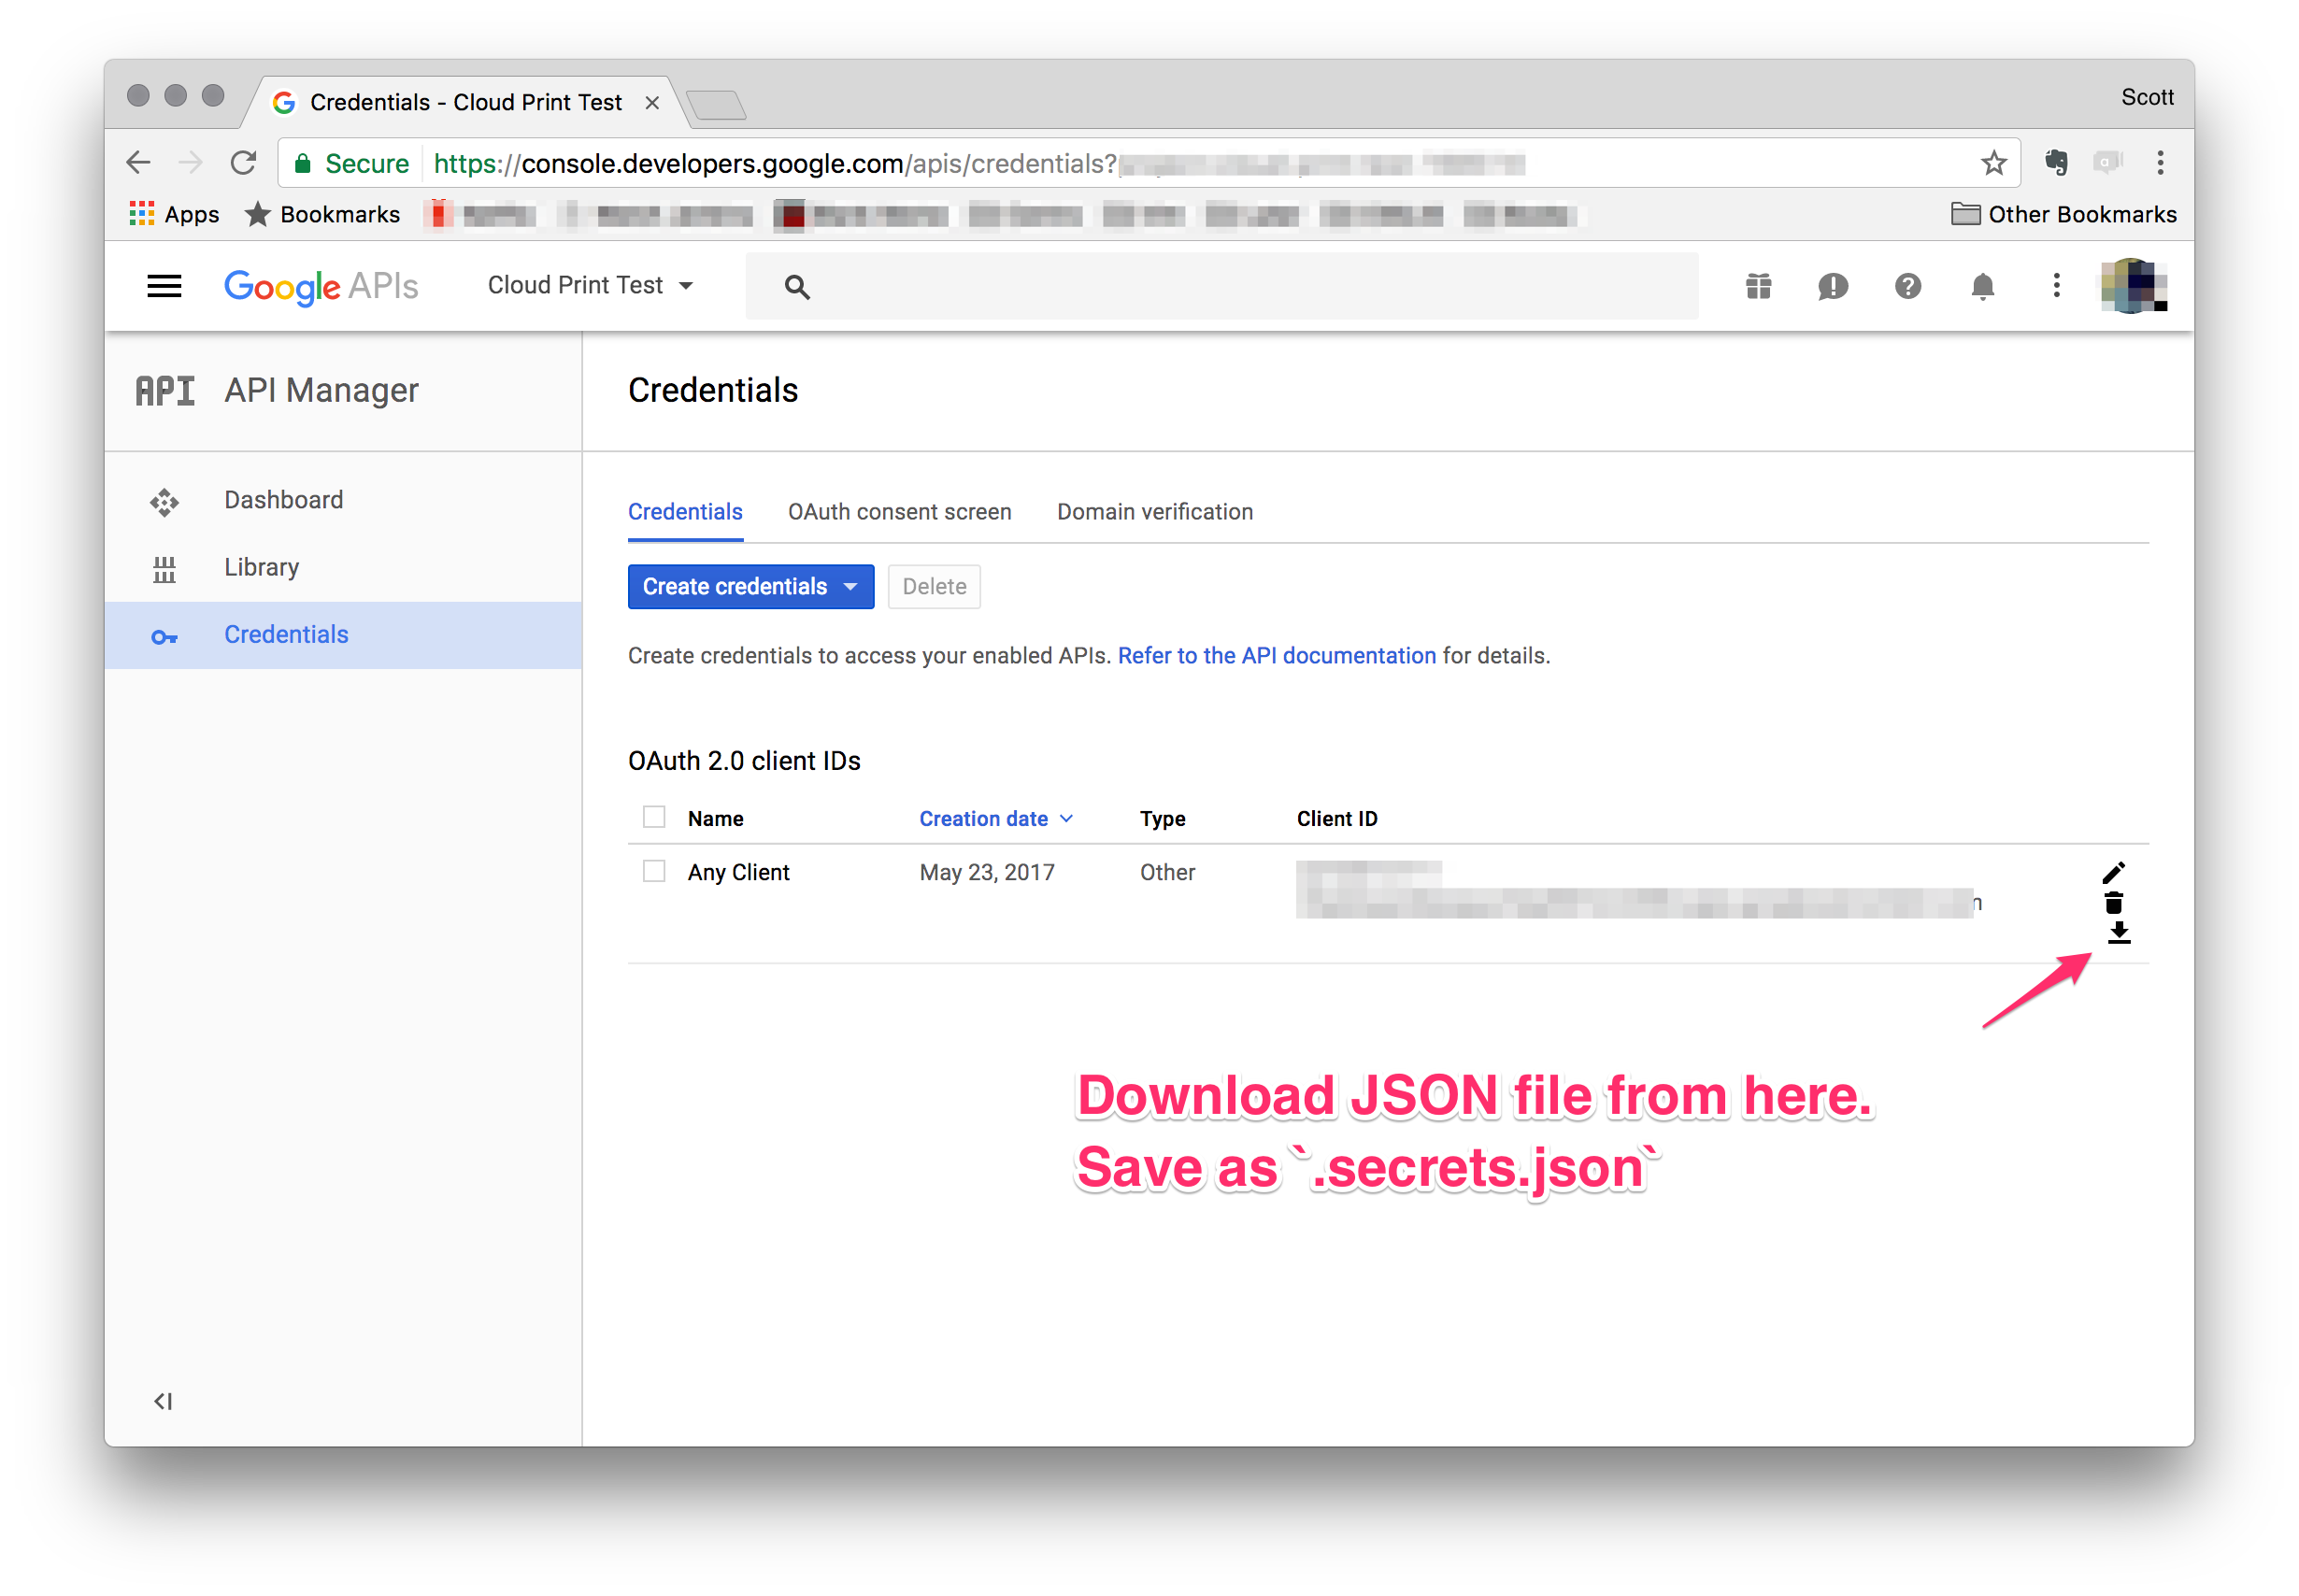 Credentials - Cloud Print Test
Scott
Secure https://console.developers.google.com/apis/credentials?
Apps Bookmarks Other Bookmarks
Google APIs Cloud Print Test
API API Manager
Credentials
Dashboard
Library
Credentials
Credentials OAuth consent screen Domain verification
Create credentials Delete
Create credentials to access your enabled APIs. Refer to the API documentation for details.
OAuth 2.0 client IDs
Name Creation date Type Client ID
Any Client May 23, 2017 Other
Download JSON file from here.
Save as `.secrets.json`